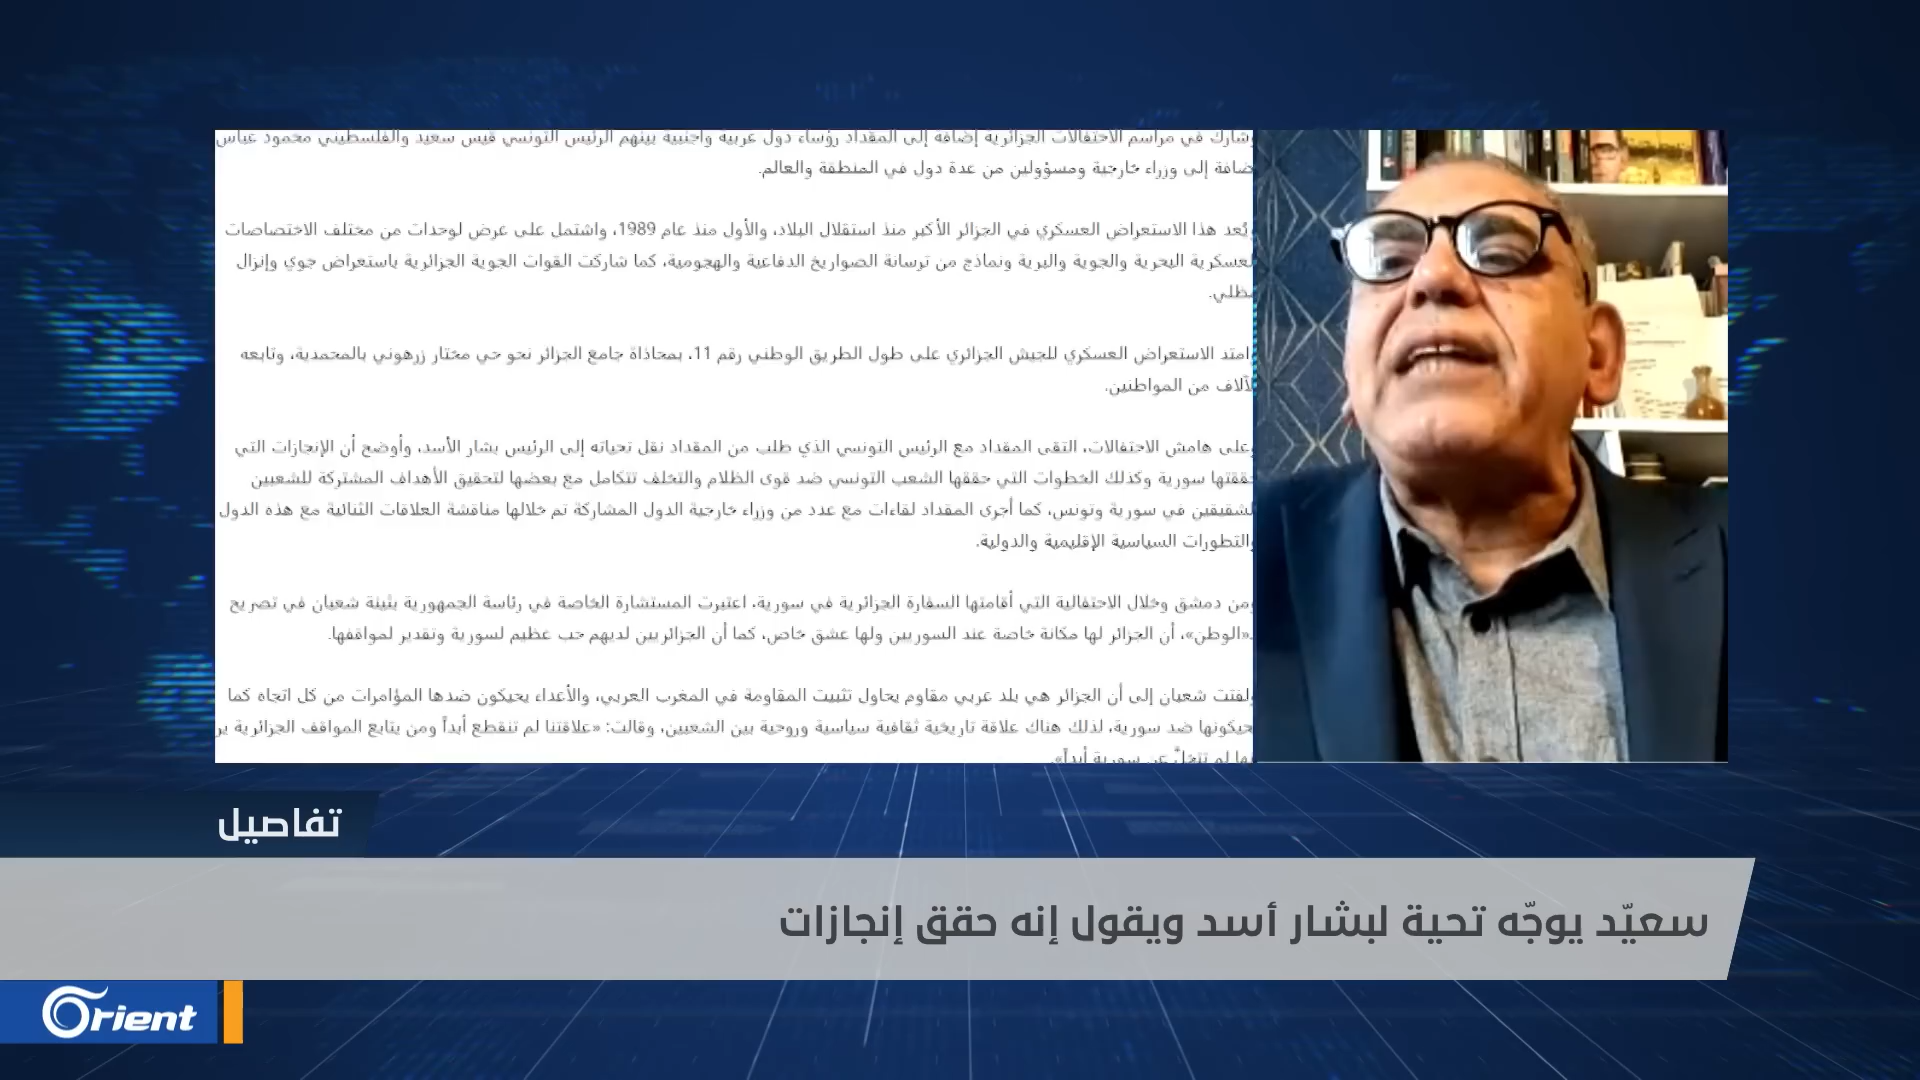 وشارك في مراسم الاحتفالات الجزائرية إضافة إلى المقداد رؤساء دول عربية وأجنبية بينهم الرئيس التونسي قيس سعيد والفلسطيني محمود عباس
ضافة إلى وزراء خارجية ومسؤولين من عدة دول في المنطقة والعالم.
ويُعد هذا الاستعراض العسكري في الجزائر الأكبر منذ استقلال البلاد، والأول منذ عام 1989، واشتمل على عرض لوحدات من مختلف الاختصاصات
لعسكرية البحرية والجوية والبرية ونماذج من ترسانة الصواريخ الدفاعية والهجومية، كما شاركت القوات الجوية الجزائرية باستعراض جوي وإنزال
مظلي.
امتد الاستعراض العسكري للجيش الجزائري على طول الطريق الوطني رقم 11، بمحاذاة جامع الجزائر نحو حي مختار زرهوني بالمحمدية، وتابعه
لآلاف من المواطنين.
وعلى هامش الاحتفالات، التقى المقداد مع الرئيس التونسي الذي طلب من المقداد نقل تحياته إلى الرئيس بشار الأسد، وأوضح أن الإنجازات التي
حققتها سورية وكذلك الخطوات التي حققها الشعب التونسي ضد قوى الظلام والتخلف تتكامل مع بعضها لتحقيق الأهداف المشتركة للشعبين
لشقيقين في سورية وتونس، كما أجرى المقداد لقاءات مع عدد من وزراء خارجية الدول المشاركة تم خلالها مناقشة العلاقات الثنائية مع هذه الدول
والتطورات السياسية الإقليمية والدولية.
ومن دمشق وخلال الاحتفالية التي أقامتها السفارة الجزائرية في سورية، اعتبرت المستشارة الخاصة في رئاسة الجمهورية بثينة شعبان في تصريح
لـ«الوطن»، أن الجزائر لها مكانة خاصة عند السوريين ولها عشق خاص، كما أن الجزائريين لديهم حب عظيم لسورية وتقدير لمواقفها.
ولفتت شعبان إلى أن الجزائر هي بلد عربي مقاوم يحاول تثبيت المقاومة في المغرب العربي، والأعداء يحيكون ضدها المؤامرات من كل اتجاه كما
يحيكونها ضد سورية، لذلك هناك علاقة تاريخية ثقافية سياسية وروحية بين الشعبين، وقالت: «علاقتنا لم تنقطع أبداً ومن يتابع المواقف الجزائرية ير
نها لم تتخلَّ عن سورية أبداً».
تفاصيل
سعيّد يوجّه تحية لبشار أسد ويقول إنه حقق إنجازات
Orient